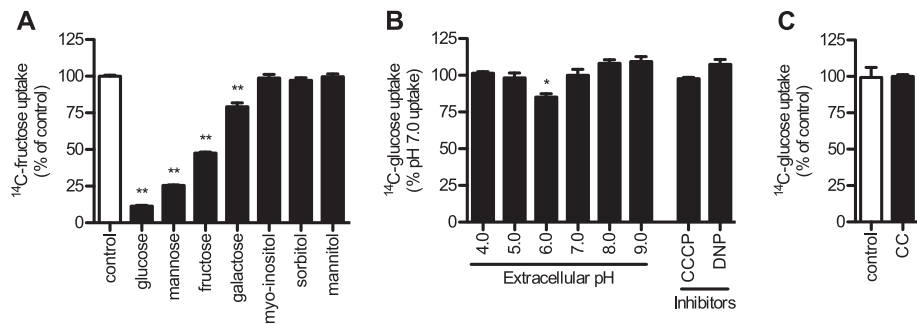 A
¹⁴C-fructose uptake
(% of control)
125
100
75
50
25
0
**
**
**
**
control
glucose
mannose
fructose
galactose
myo-inositol
sorbitol
mannitol
B
¹⁴C-glucose uptake
(% pH 7.0 uptake)
125
100
75
50
25
0
*
4.0
5.0
6.0
7.0
8.0
9.0
Extracellular pH
CCCP
DNP
Inhibitors
C
¹⁴C-glucose uptake
(% of control)
125
100
75
50
25
0
control
CC